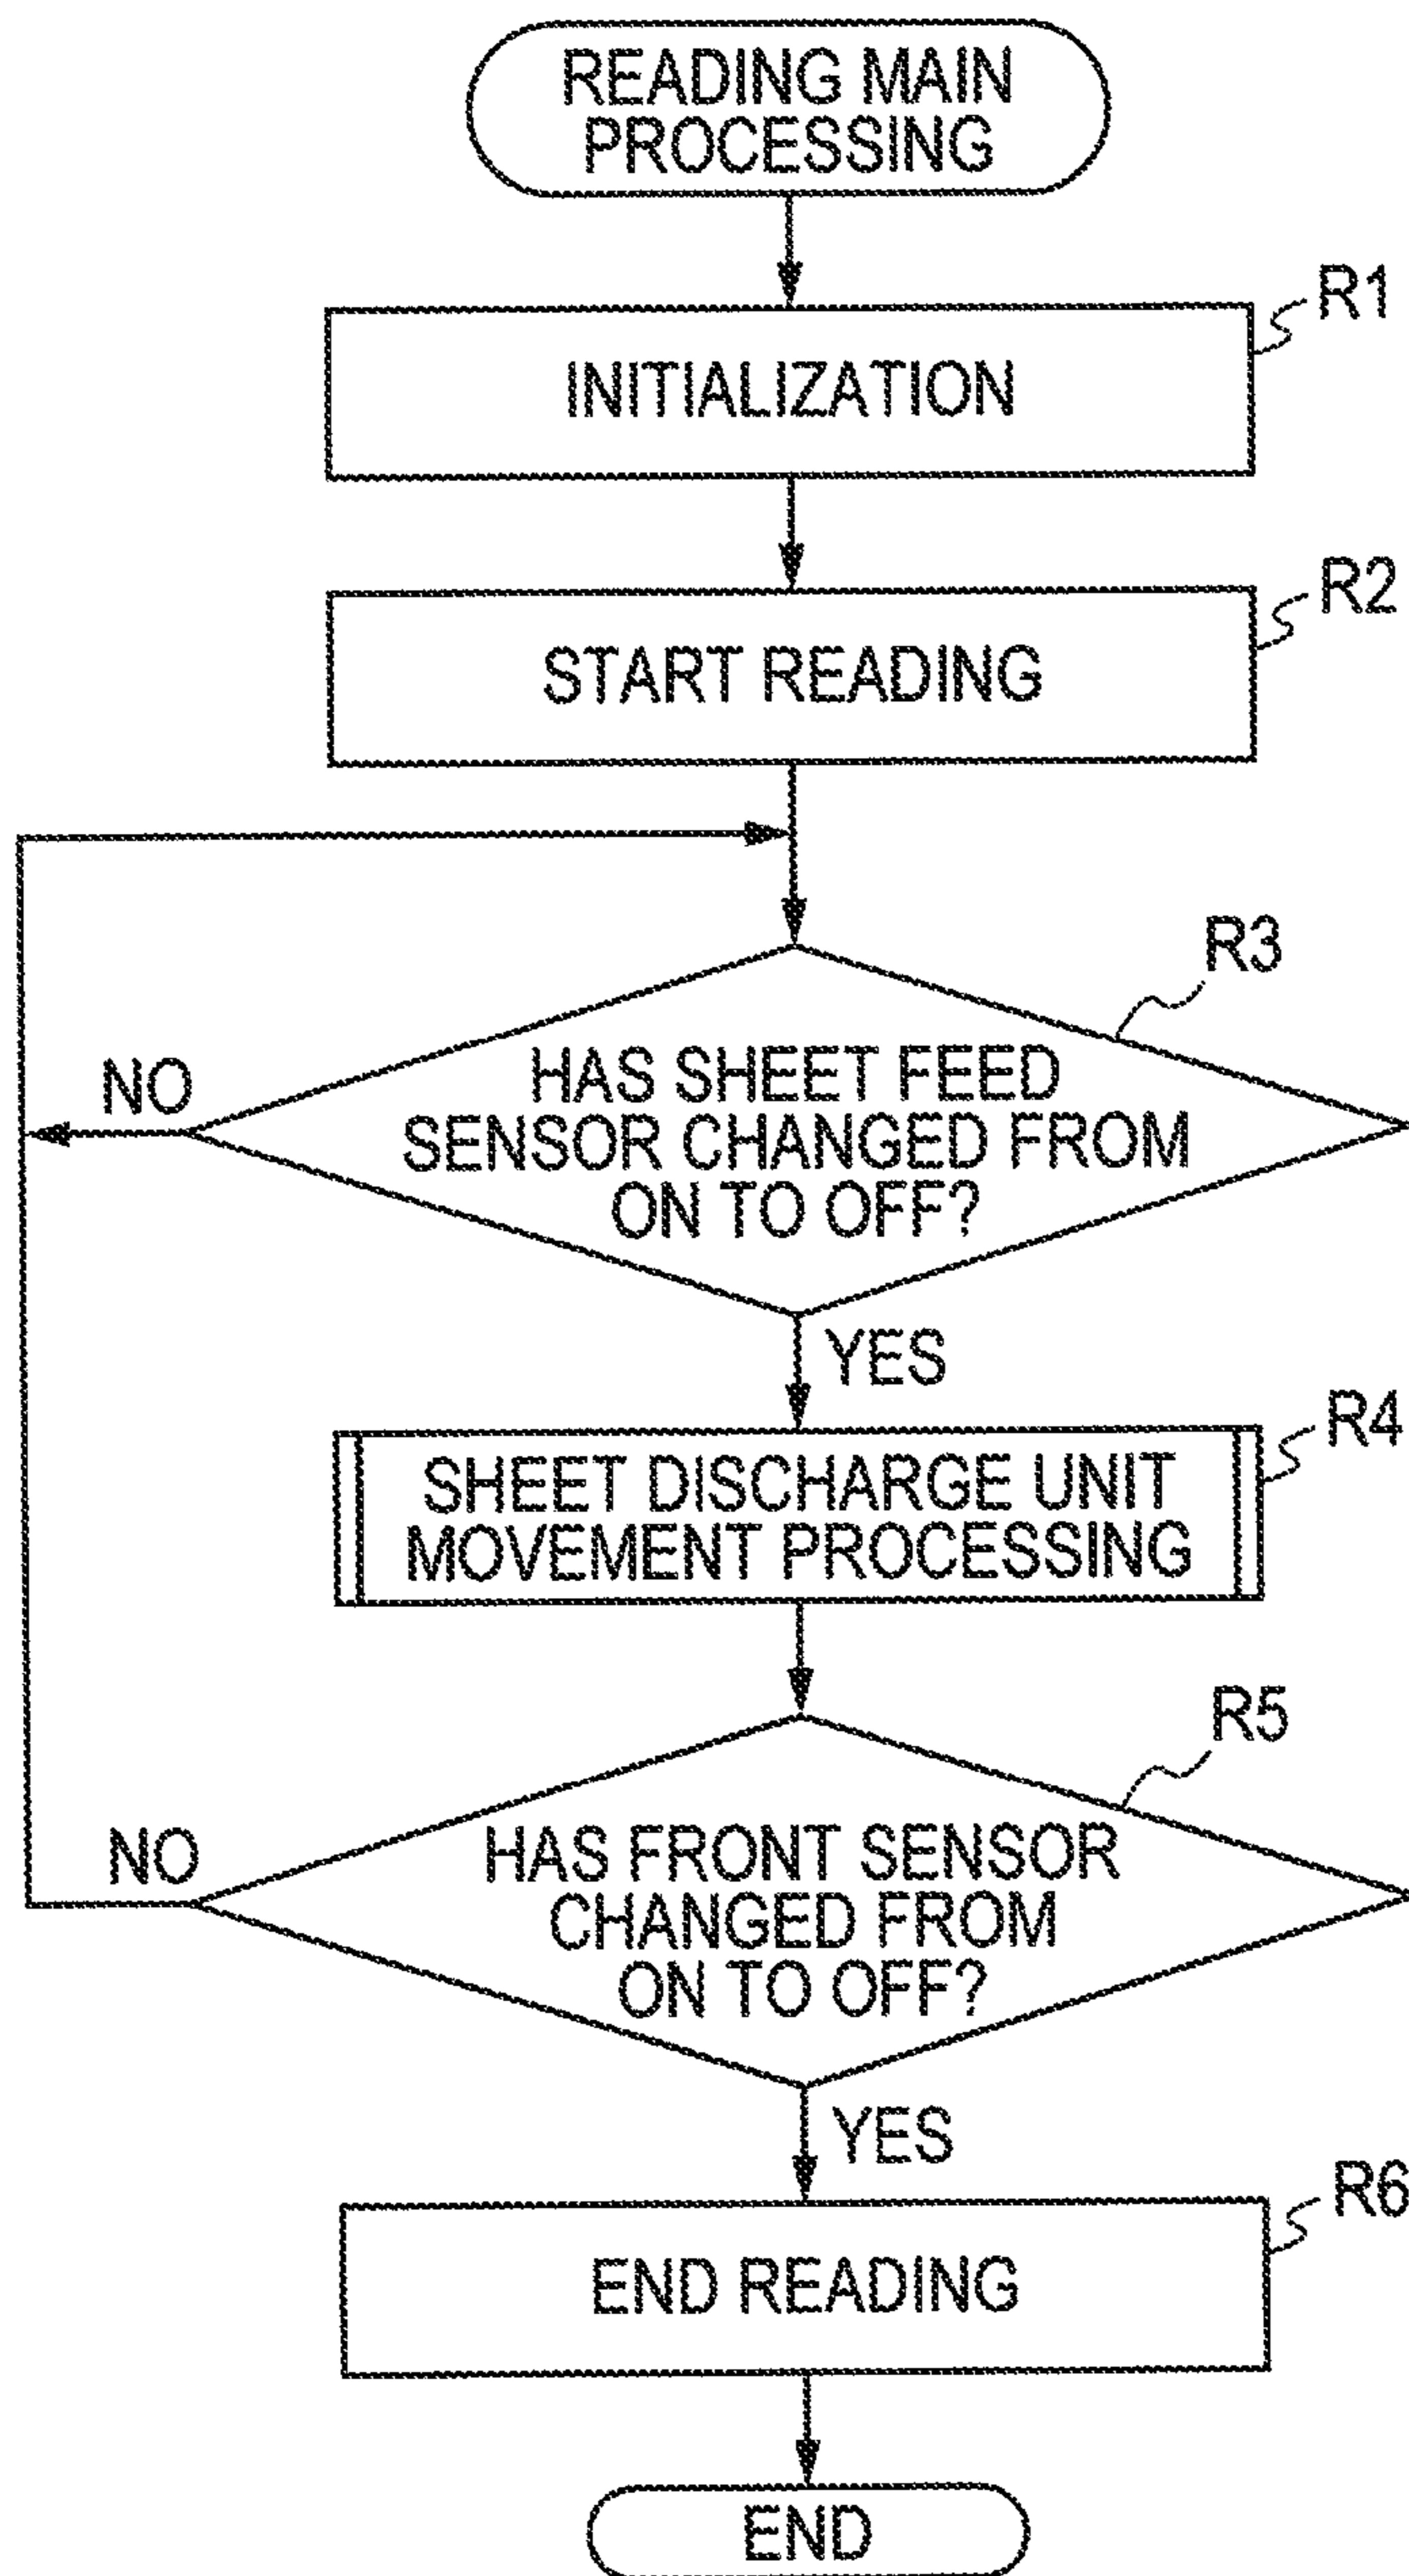 READING MAIN
PROCESSING
R1
INITIALIZATION
R2
START READING
R3
NO
HAS SHEET FEED
SENSOR CHANGED FROM
ON TO OFF?
YES
R4
SHEET DISCHARGE UNIT
MOVEMENT PROCESSING
R5
NO
HAS FRONT SENSOR
CHANGED FROM
ON TO OFF?
YES
R6
END READING
END